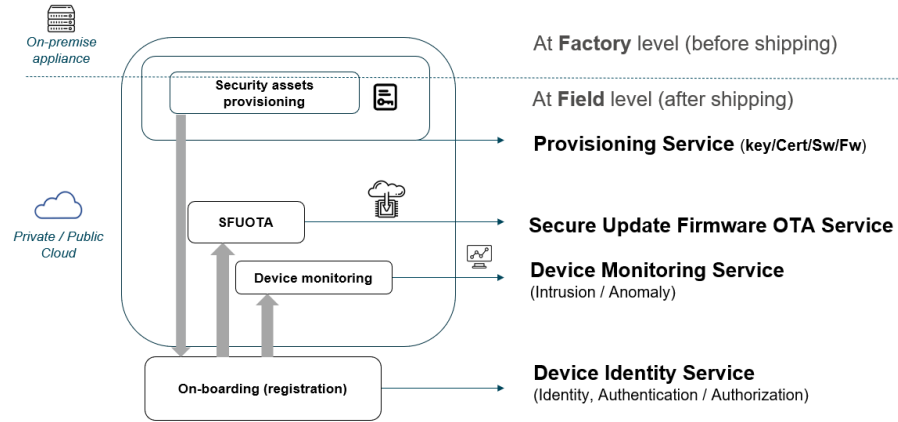 On-premise
appliance
At Factory level (before shipping)
Security assets
provisioning
At Field level (after shipping)
Provisioning Service (key/Cert/Sw/Fw)
Private / Public
Cloud
SFUOTA
Secure Update Firmware OTA Service
Device monitoring
Device Monitoring Service
(Intrusion / Anomaly)
On-boarding (registration)
Device Identity Service
(Identity, Authentication / Authorization)